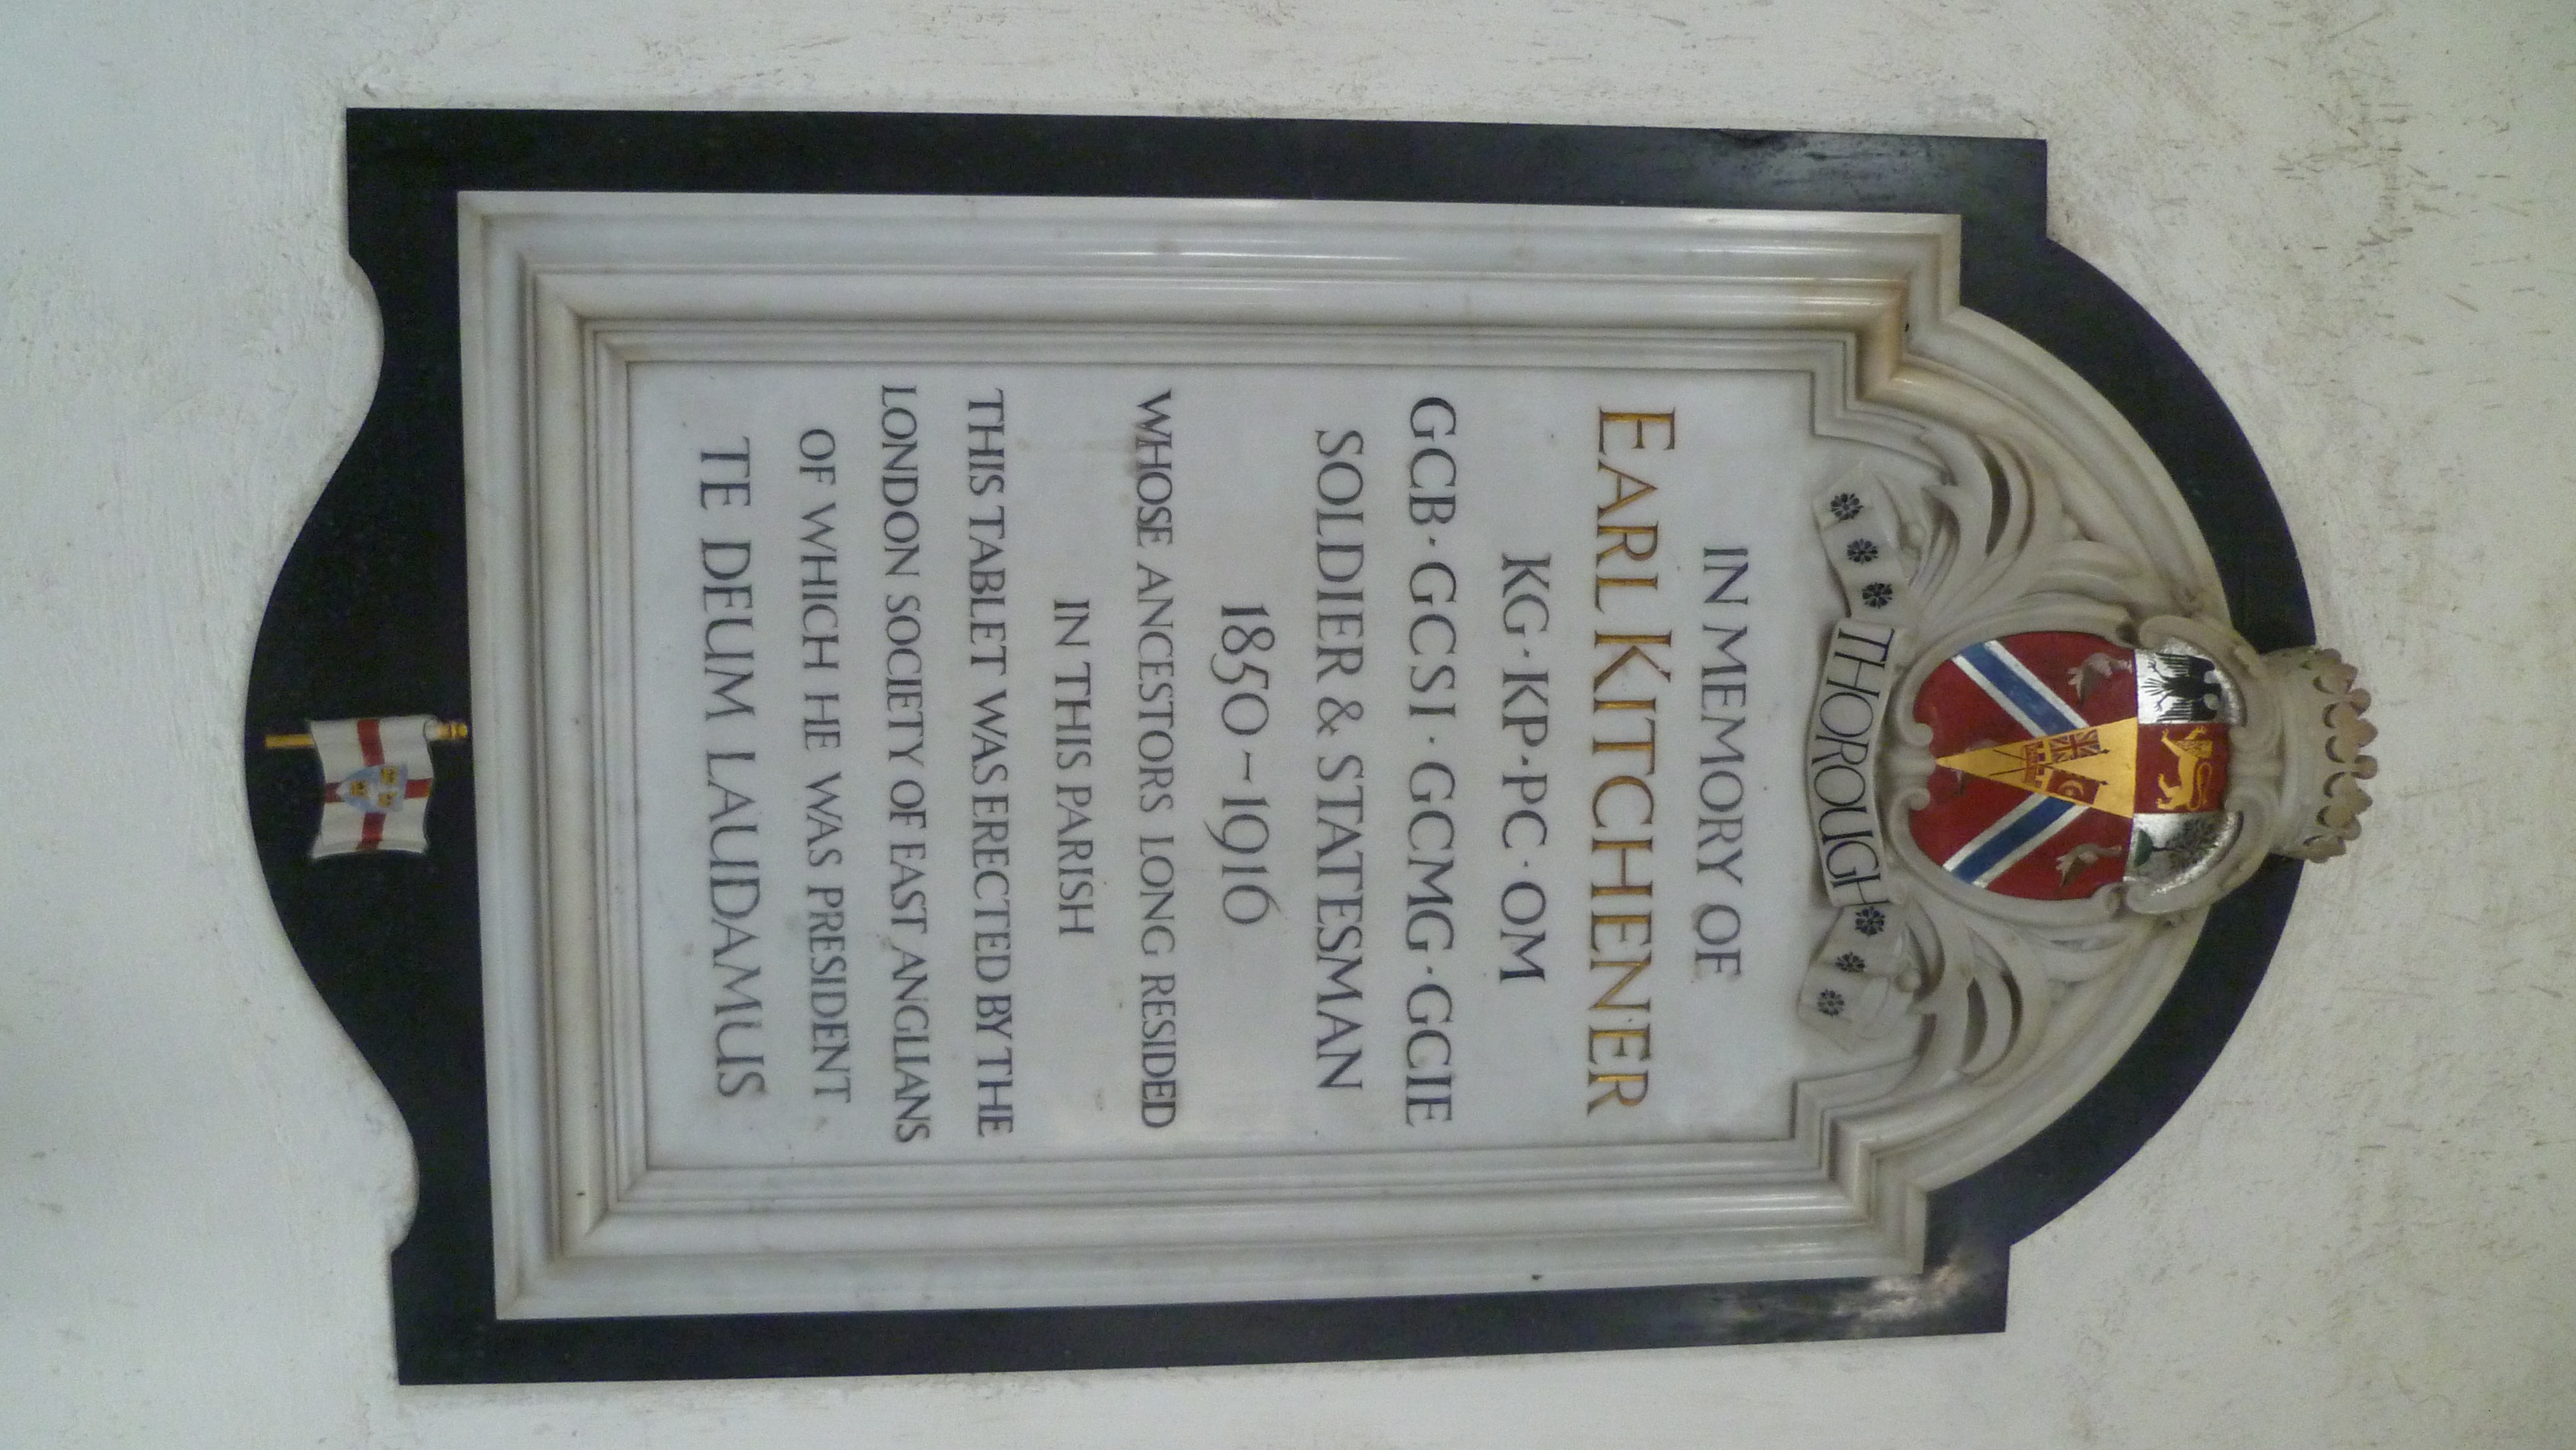 THOROUGH
IN MEMORY OF
EARL KITCHENER
KG·KP·PC·OM
GCB·GCSI·GCMG·GCIE
SOLDIER & STATESMAN
1850–1916
WHOSE ANCESTORS LONG RESIDED
IN THIS PARISH
THIS TABLET WAS ERECTED BY THE
LONDON SOCIETY OF EAST ANGLIANS
OF WHICH HE WAS PRESIDENT
TE DEUM LAUDAMUS